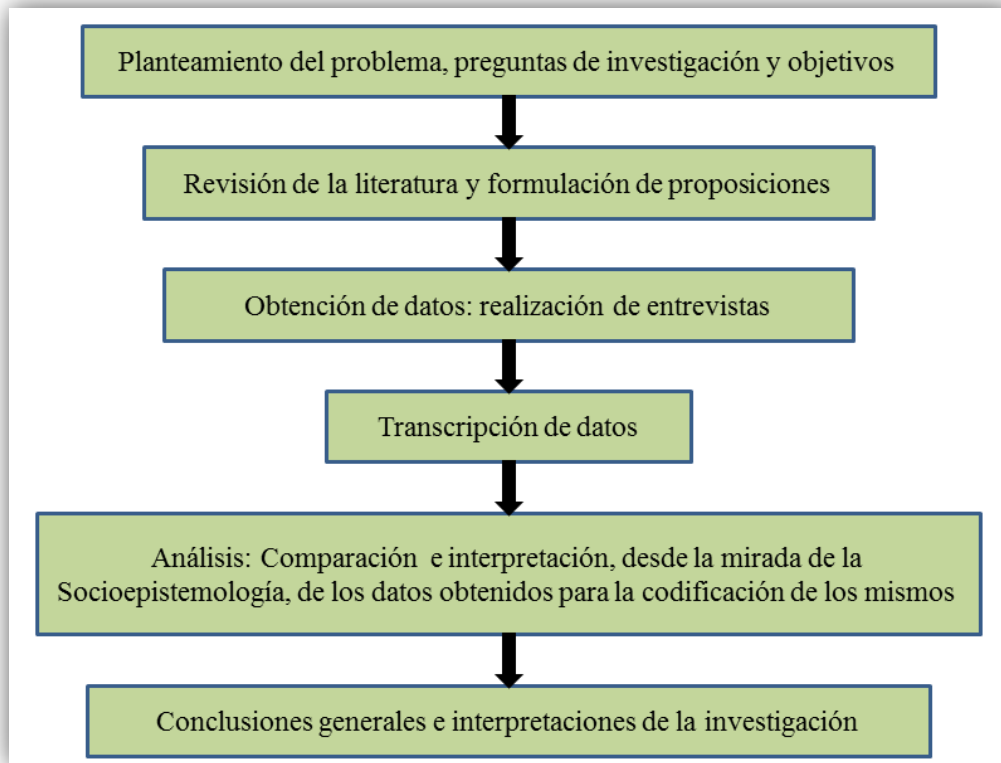 Planteamiento del problema, preguntas de investigación y objetivos
Revisión de la literatura y formulación de proposiciones
Obtención de datos: realización de entrevistas
Transcripción de datos
Análisis: Comparación e interpretación, desde la mirada de la
Socioepistemología, de los datos obtenidos para la codificación de los mismos
Conclusiones generales e interpretaciones de la investigación